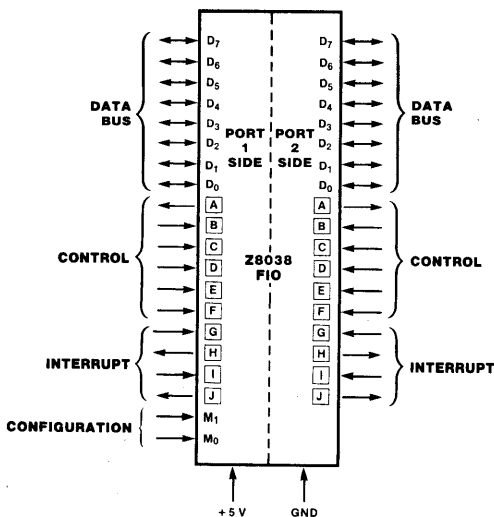 D7 D7
D6 D6
D5 D5
DATA BUS D4 D4 DATA BUS
D3 D3
PORT 1 SIDE PORT 2 SIDE
D2 D2
D1 D1
D0 D0
A A
B B
C C
CONTROL Z8038 FIO CONTROL
D D
E E
F F
G G
H H
INTERRUPT INTERRUPT
I I
J J
M1
CONFIGURATION
M0
+5 V GND